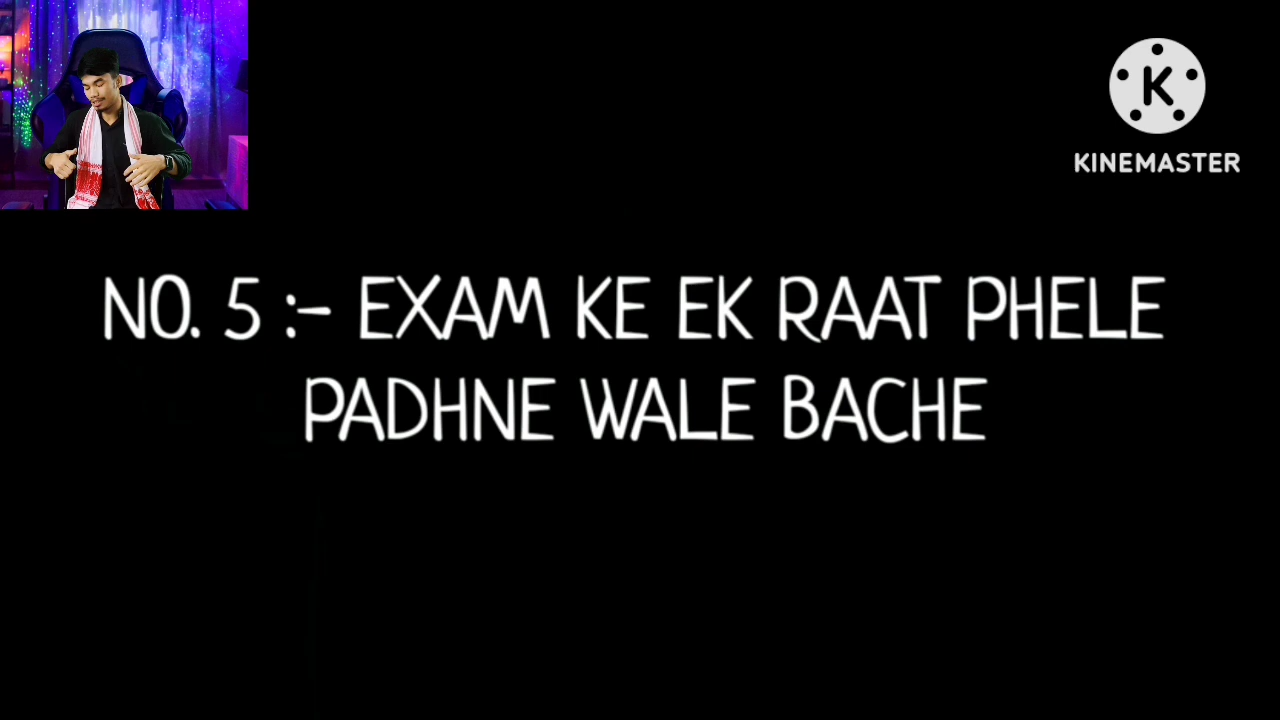 K
KINEMASTER
NO. 5 :- EXAM KE EK RAAT PHELE
PADHNE WALE BACHE